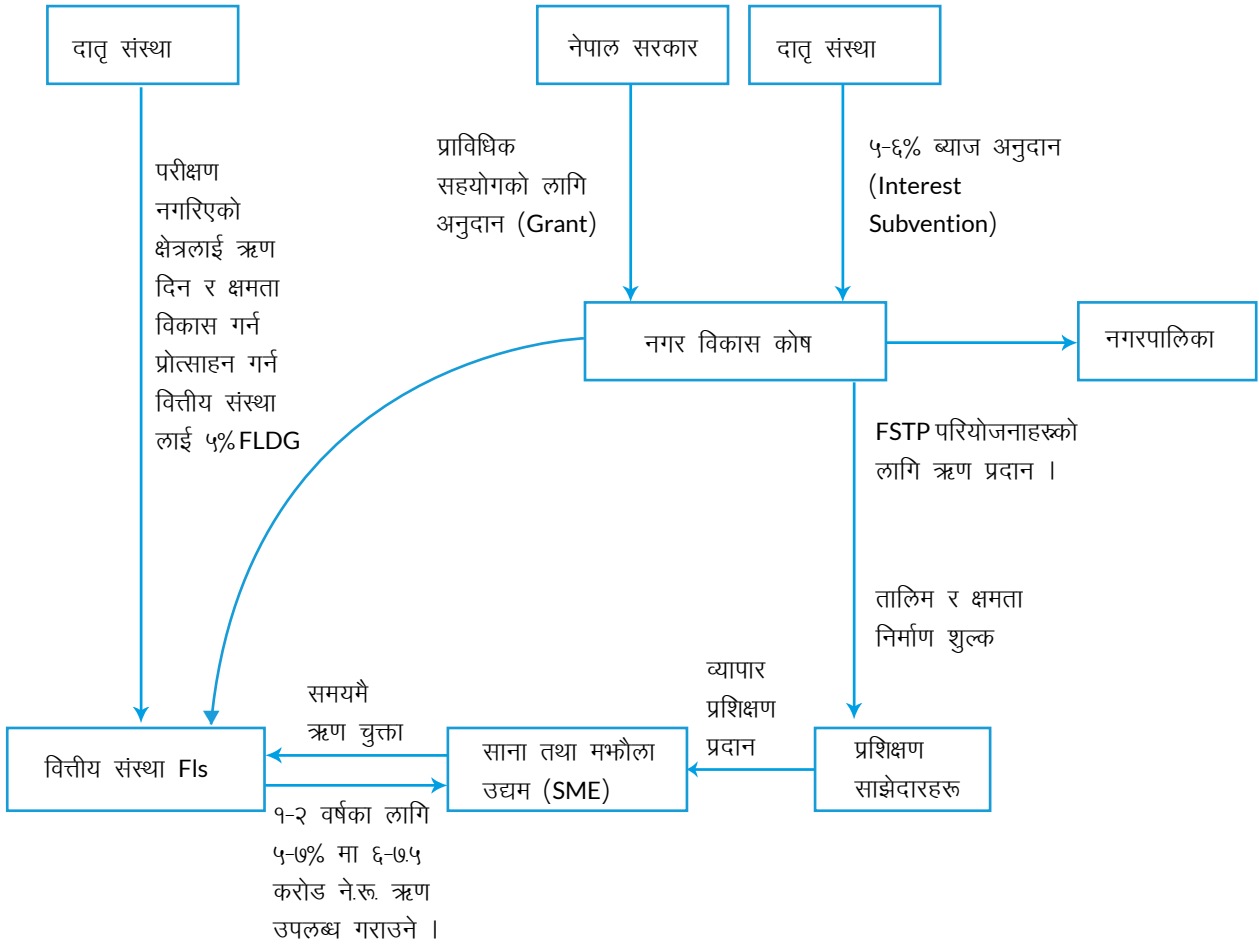 दातृ संस्था
नेपाल सरकार
दातृ संस्था
परीक्षण
नगरिएको
क्षेत्रलाई ऋण
दिन र क्षमता
विकास गर्न
प्रोत्साहन गर्न
वित्तीय संस्था
लाई ५% FLDG
प्राविधिक
सहयोगको लागि
अनुदान (Grant)
५-६% ब्याज अनुदान
(Interest
Subvention)
नगर विकास कोष
नगरपालिका
FSTP परियोजनाहरूको
लागि ऋण प्रदान ।
तालिम र क्षमता
निर्माण शुल्क
समयमै
ऋण चुक्ता
व्यापार
प्रशिक्षण
प्रदान
वित्तीय संस्था FIs
साना तथा मझौला
उद्यम (SME)
प्रशिक्षण
साझेदारहरू
१-२ वर्षका लागि
५-७% मा ६-७.५
करोड ने.रू. ऋण
उपलब्ध गराउने ।